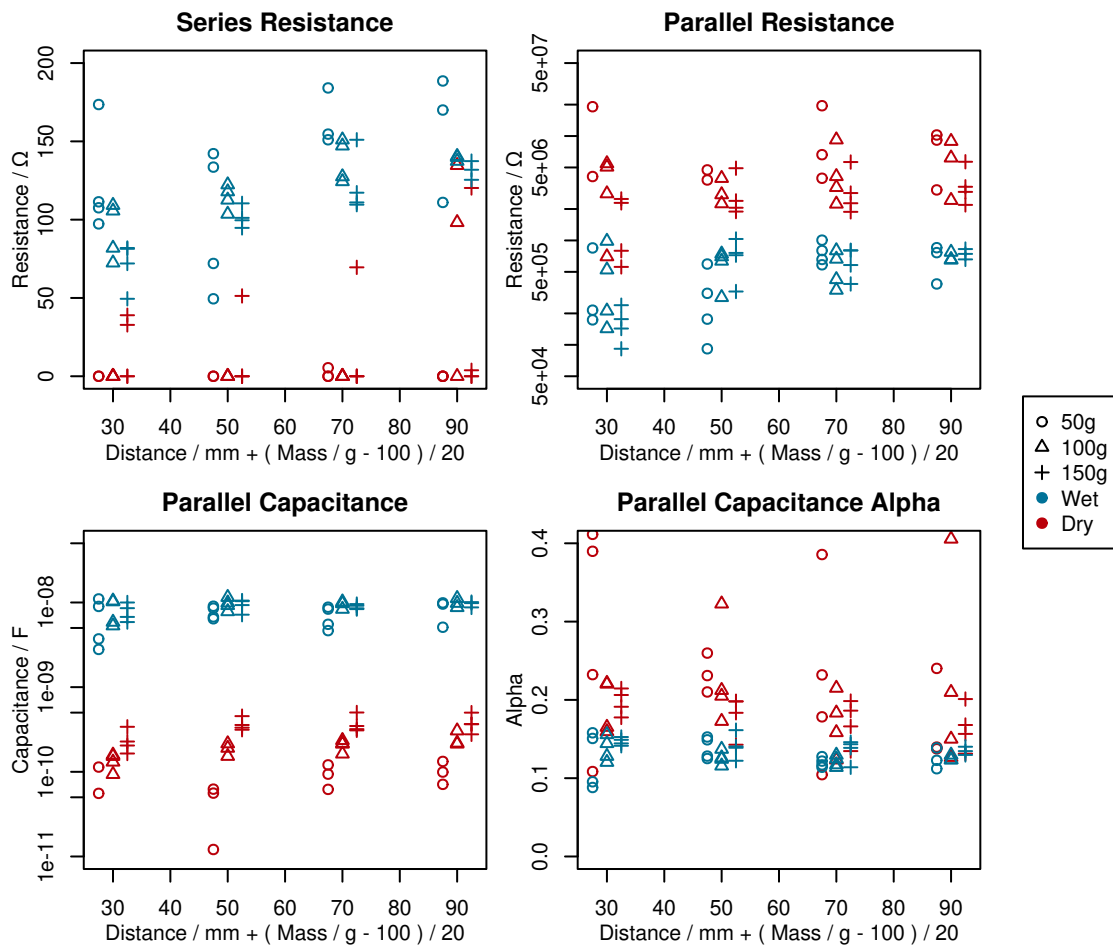 Series Resistance
Resistance / Ω
0 50 100 150 200
30 40 50 60 70 80 90
Distance / mm + ( Mass / g - 100 ) / 20
Parallel Resistance
Resistance / Ω
5e+04 5e+05 5e+06 5e+07
30 40 50 60 70 80 90
Distance / mm + ( Mass / g - 100 ) / 20
50g
100g
150g
Wet
Dry
Parallel Capacitance
Capacitance / F
1e-11 1e-10 1e-09 1e-08
30 40 50 60 70 80 90
Distance / mm + ( Mass / g - 100 ) / 20
Parallel Capacitance Alpha
Alpha
0.0 0.1 0.2 0.3 0.4
30 40 50 60 70 80 90
Distance / mm + ( Mass / g - 100 ) / 20